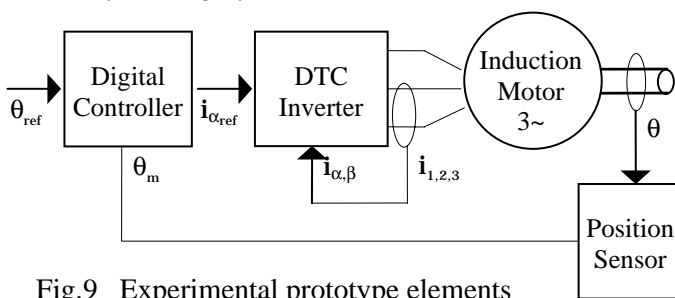 Digital
Controller
DTC
Inverter
Induction
Motor
3~
θref
iαref
θ
θm
iα,β
i1,2,3
Position
Sensor
Fig.9 Experimental prototype elements